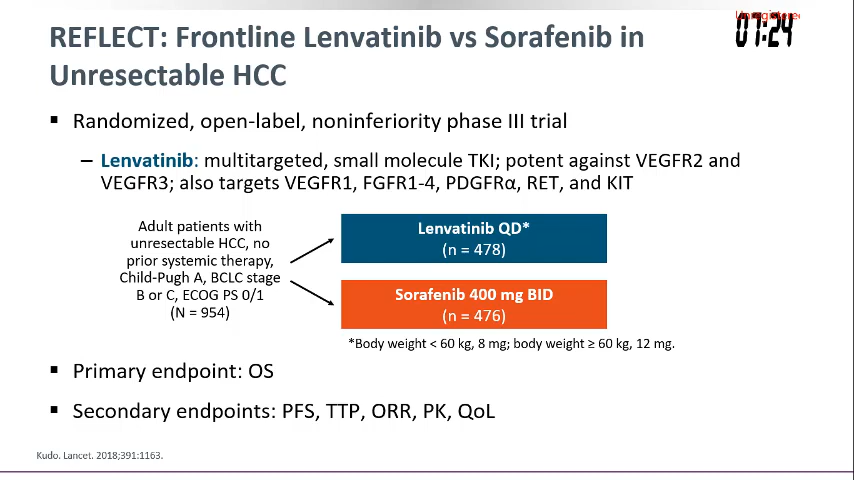 Unregistered
07:24
REFLECT: Frontline Lenvatinib vs Sorafenib in
Unresectable HCC
▪ Randomized, open-label, noninferiority phase III trial
– Lenvatinib: multitargeted, small molecule TKI; potent against VEGFR2 and
VEGFR3; also targets VEGFR1, FGFR1-4, PDGFRα, RET, and KIT
Adult patients with
unresectable HCC, no
prior systemic therapy,
Child-Pugh A, BCLC stage
B or C, ECOG PS 0/1
(N = 954)
Lenvatinib QD*
(n = 478)
Sorafenib 400 mg BID
(n = 476)
*Body weight < 60 kg, 8 mg; body weight ≥ 60 kg, 12 mg.
▪ Primary endpoint: OS
▪ Secondary endpoints: PFS, TTP, ORR, PK, QoL
Kudo. Lancet. 2018;391:1163.